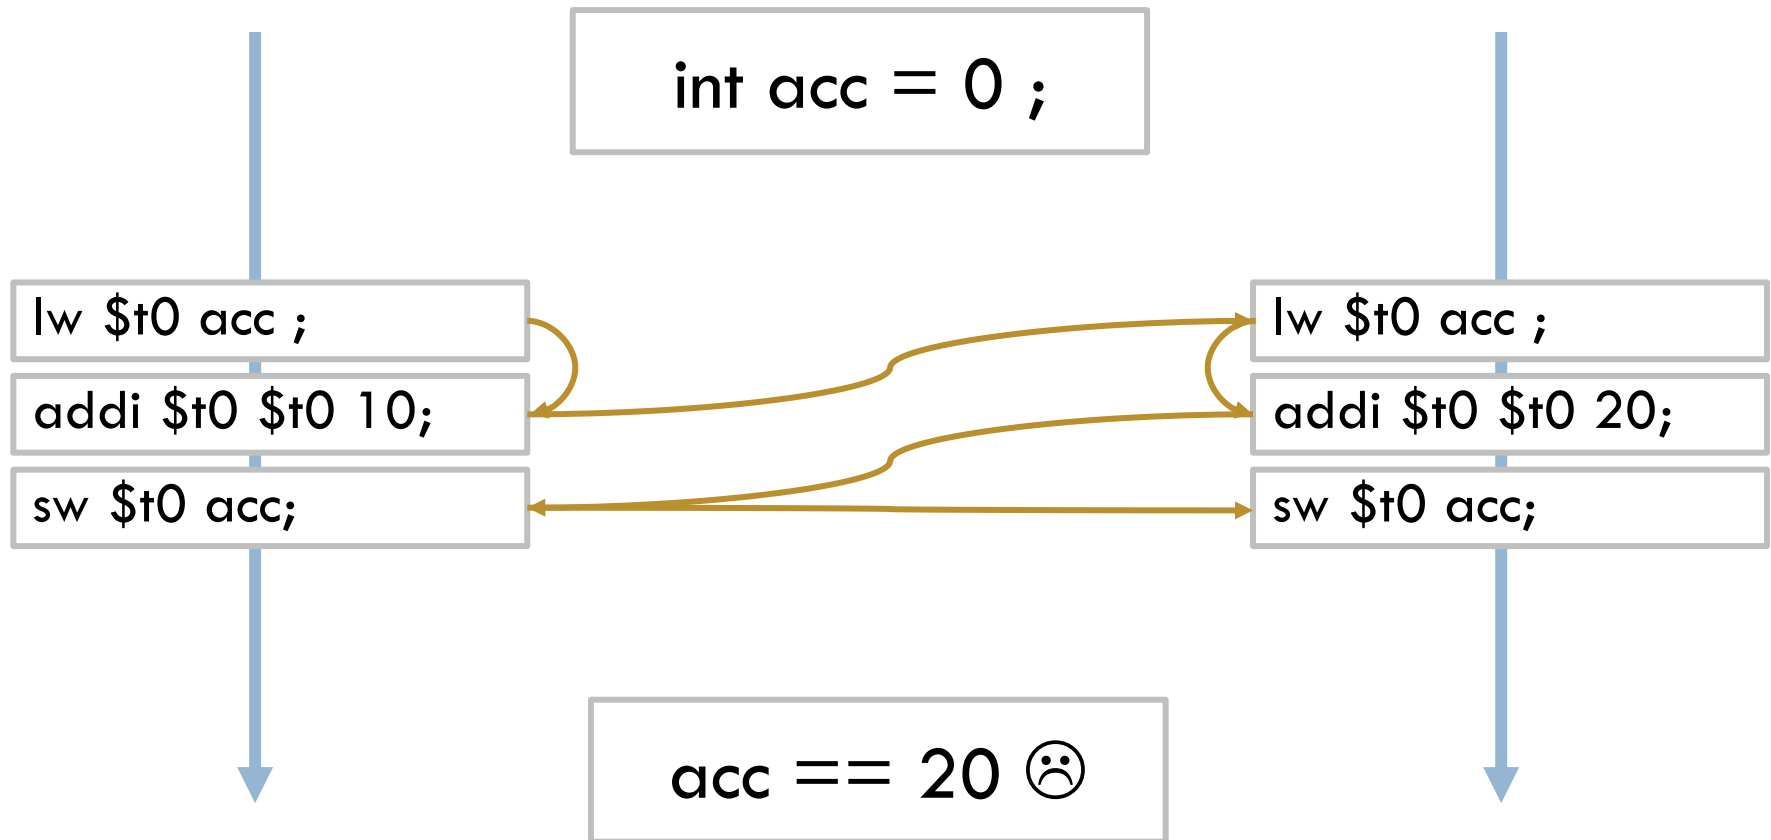 int acc = 0 ;
lw $t0 acc ;
addi $t0 $t0 10;
sw $t0 acc;
lw $t0 acc ;
addi $t0 $t0 20;
sw $t0 acc;
acc == 20 ☹